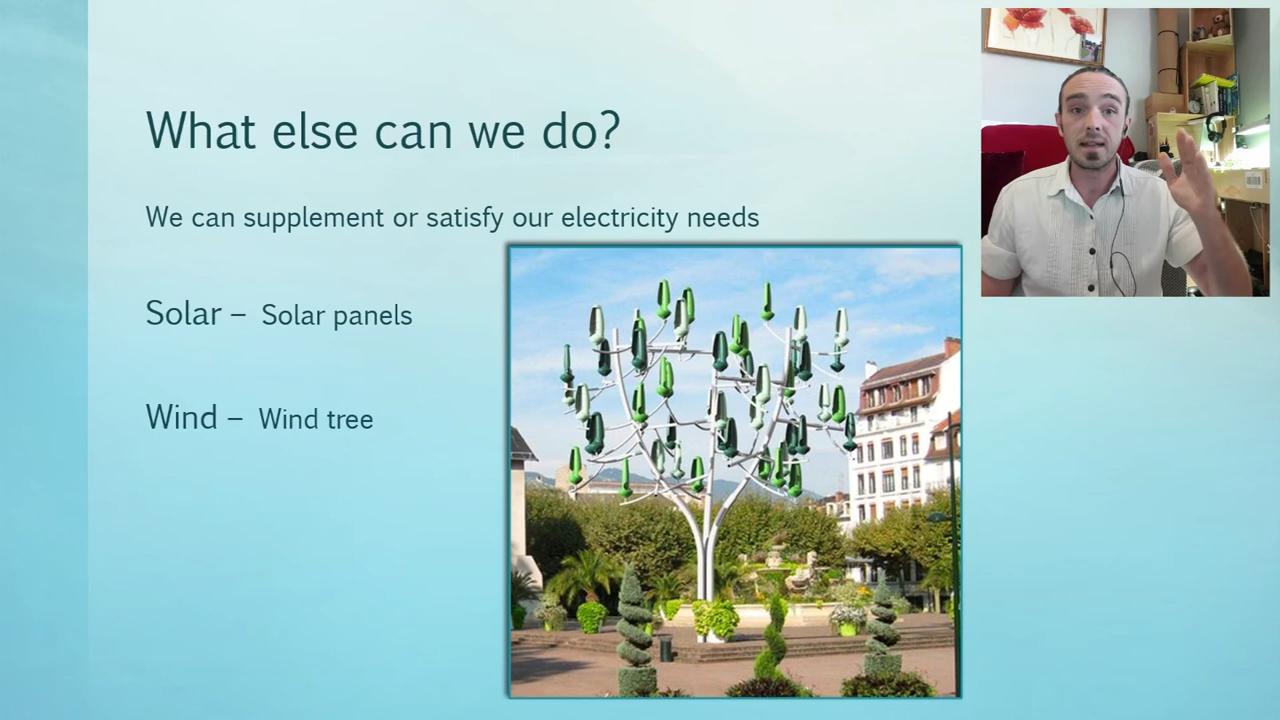 What else can we do?
We can supplement or satisfy our electricity needs
Solar – Solar panels
Wind – Wind tree